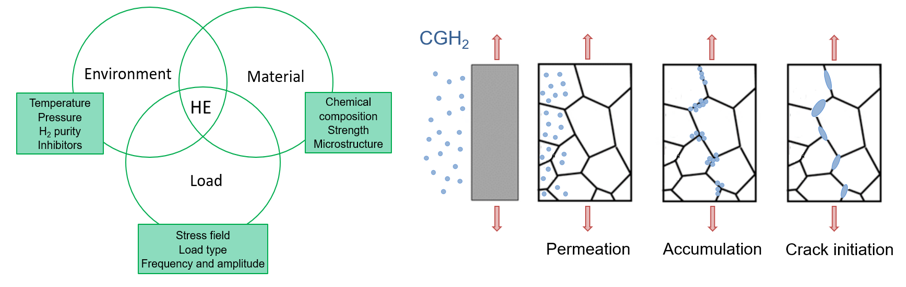 Environment
Material
HE
Load
Temperature
Pressure
H₂ purity
Inhibitors
Chemical
composition
Strength
Microstructure
Stress field
Load type
Frequency and amplitude
CGH₂
Permeation
Accumulation
Crack initiation